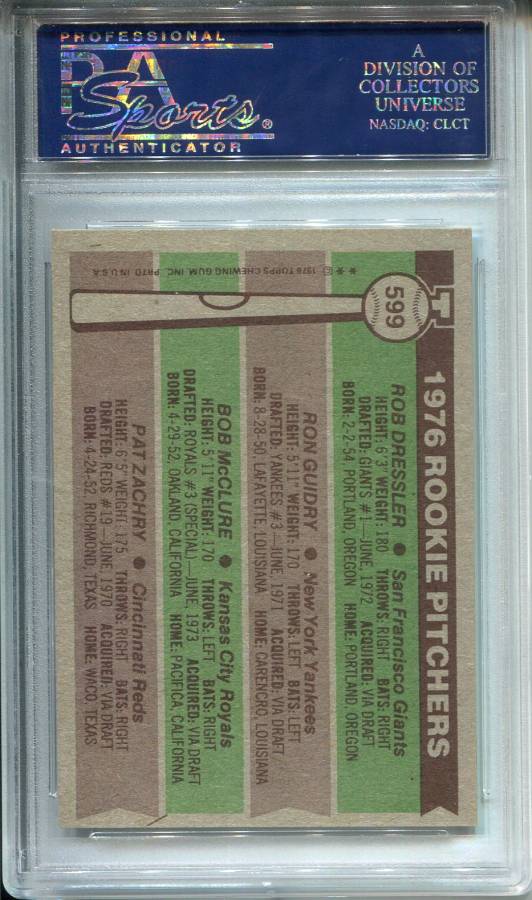 PROFESSIONAL
PSA
Sports®
AUTHENTICATOR
A
DIVISION OF
COLLECTORS
UNIVERSE
NASDAQ: CLCT
T
599
1976 ROOKIE PITCHERS
ROB DRESSLER ● San Francisco Giants
HEIGHT: 6'3" WEIGHT: 180 THROWS: RIGHT BATS: RIGHT
DRAFTED: GIANTS #1—JUNE, 1972 ACQUIRED: VIA DRAFT
BORN: 2-2-54, PORTLAND, OREGON HOME: PORTLAND, OREGON
RON GUIDRY ● New York Yankees
HEIGHT: 5'11" WEIGHT: 170 THROWS: LEFT BATS: LEFT
DRAFTED: YANKEES #3—JUNE, 1971 ACQUIRED: VIA DRAFT
BORN: 8-28-50, LAFAYETTE, LOUISIANA HOME: CARENCRO, LOUISIANA
BOB McCLURE ● Kansas City Royals
HEIGHT: 5'11" WEIGHT: 170 THROWS: LEFT BATS: RIGHT
DRAFTED: ROYALS #3 (SPECIAL)—JUNE, 1973 ACQUIRED: VIA DRAFT
BORN: 4-29-52, OAKLAND, CALIFORNIA HOME: PACIFICA, CALIFORNIA
PAT ZACHRY ● Cincinnati Reds
HEIGHT: 6'5" WEIGHT: 175 THROWS: RIGHT BATS: RIGHT
DRAFTED: REDS #19—JUNE, 1970 ACQUIRED: VIA DRAFT
BORN: 4-24-52, RICHMOND, TEXAS HOME: WACO, TEXAS
★ ★ © 1976 TOPPS CHEWING GUM, INC. PRTD. IN U.S.A.